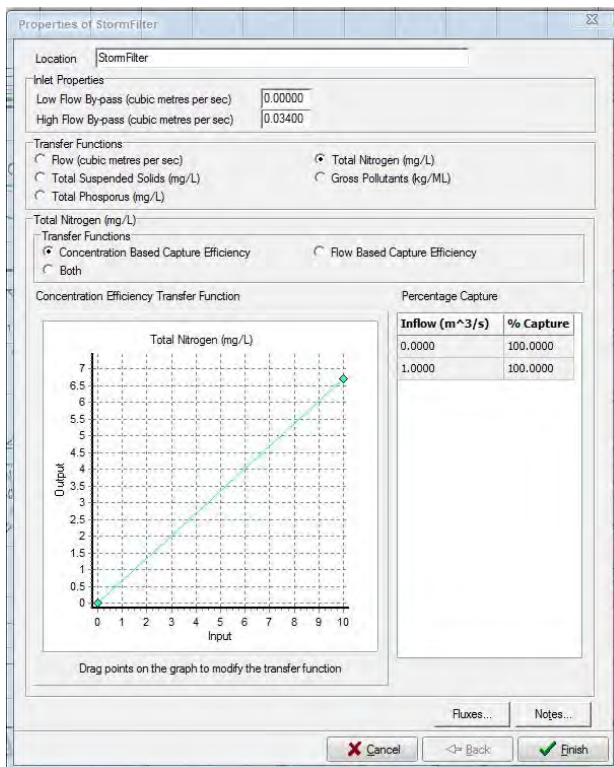 Properties of StormFilter
Location StormFilter
Inlet Properties
Low Flow By-pass (cubic metres per sec) 0.00000
High Flow By-pass (cubic metres per sec) 0.03400
Transfer Functions
Flow (cubic metres per sec) Total Nitrogen (mg/L)
Total Suspended Solids (mg/L) Gross Pollutants (kg/ML)
Total Phosporus (mg/L)
Total Nitrogen (mg/L)
Transfer Functions
Concentration Based Capture Efficiency Flow Based Capture Efficiency
Both
Concentration Efficiency Transfer Function
Total Nitrogen (mg/L)
7
6.5
6
5.5
5
4.5
4
3.5
3
2.5
2
1.5
1
0.5
0
Output
0 1 2 3 4 5 6 7 8 9 10
Input
Drag points on the graph to modify the transfer function
Percentage Capture
Inflow (m^3/s) % Capture
0.0000 100.0000
1.0000 100.0000
Fluxes... Notes...
Cancel Back Finish